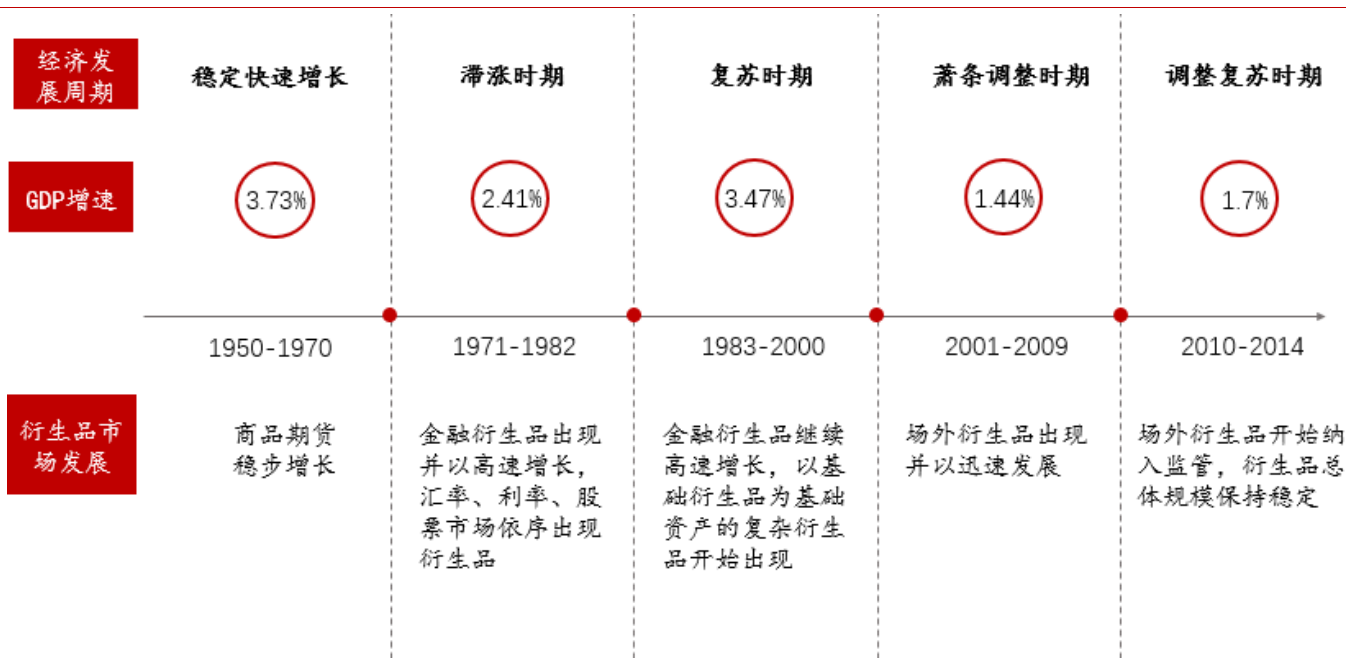 经济发
展周期
稳定快速增长
滞涨时期
复苏时期
萧条调整时期
调整复苏时期
GDP增速
3.73%
2.41%
3.47%
1.44%
1.7%
1950-1970
1971-1982
1983-2000
2001-2009
2010-2014
衍生品市
场发展
商品期货
稳步增长
金融衍生品出现
并以高速增长，
汇率、利率、股
票市场依序出现
衍生品
金融衍生品继续
高速增长，以基
础衍生品为基础
资产的复杂衍生
品开始出现
场外衍生品出现
并以迅速发展
场外衍生品开始纳
入监管，衍生品总
体规模保持稳定